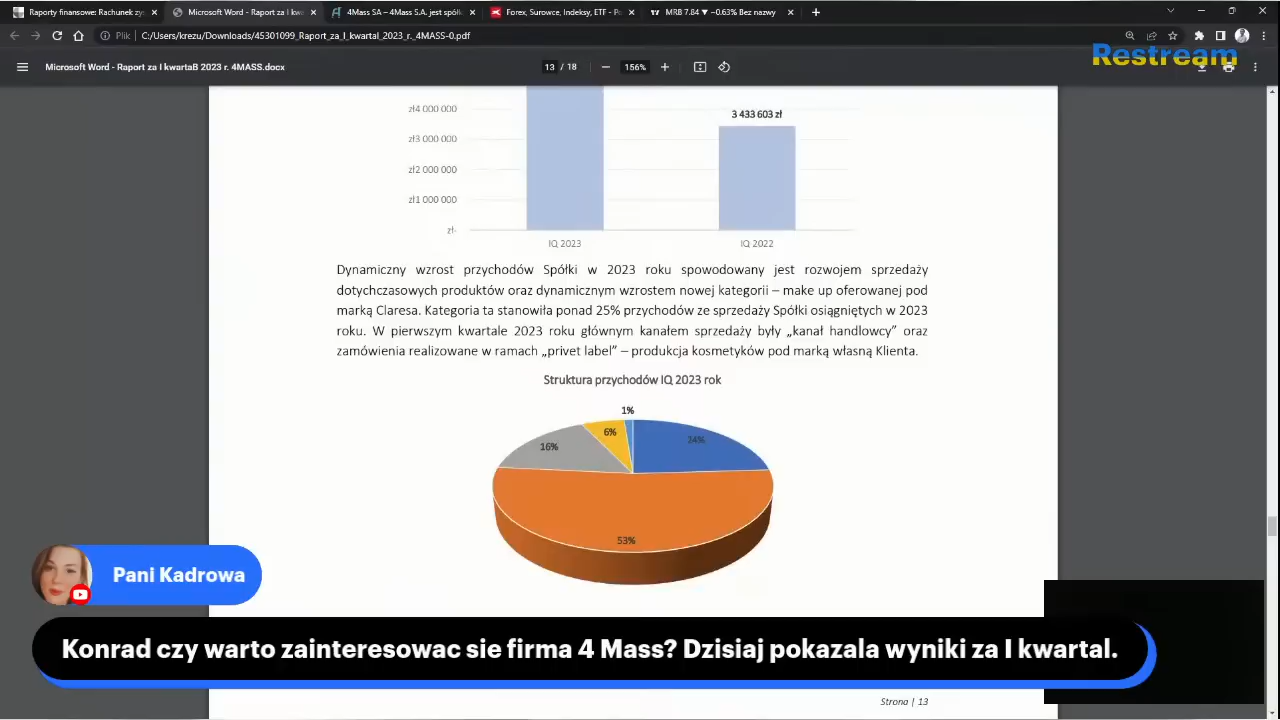 Raporty finansowe: Rachunek zys
Microsoft Word - Raport za I kwa
4Mass SA – 4Mass S.A. jest spółk
Forex, Surowce, Indeksy, ETF - Po
MRB 7.84 ▼ −0.63% Bez nazwy
Plik
C:/Users/krezu/Downloads/45301099_Raport_za_I_kwartal_2023_r._4MASS-0.pdf
Restream
Microsoft Word - Raport za I kwartaB 2023 r. 4MASS.docx
13 / 18
156%
zł4 000 000
3 433 603 zł
zł3 000 000
zł2 000 000
zł1 000 000
zł-
IQ 2023
IQ 2022
Dynamiczny wzrost przychodów Spółki w 2023 roku spowodowany jest rozwojem sprzedaży
dotychczasowych produktów oraz dynamicznym wzrostem nowej kategorii – make up oferowanej pod
marką Claresa. Kategoria ta stanowiła ponad 25% przychodów ze sprzedaży Spółki osiągniętych w 2023
roku. W pierwszym kwartale 2023 roku głównym kanałem sprzedaży były „kanał handlowcy” oraz
zamówienia realizowane w ramach „privet label” – produkcja kosmetyków pod marką własną Klienta.
Struktura przychodów IQ 2023 rok
1%
6%
24%
16%
53%
Pani Kadrowa
Konrad czy warto zainteresowac sie firma 4 Mass? Dzisiaj pokazala wyniki za I kwartal.
Strona | 13